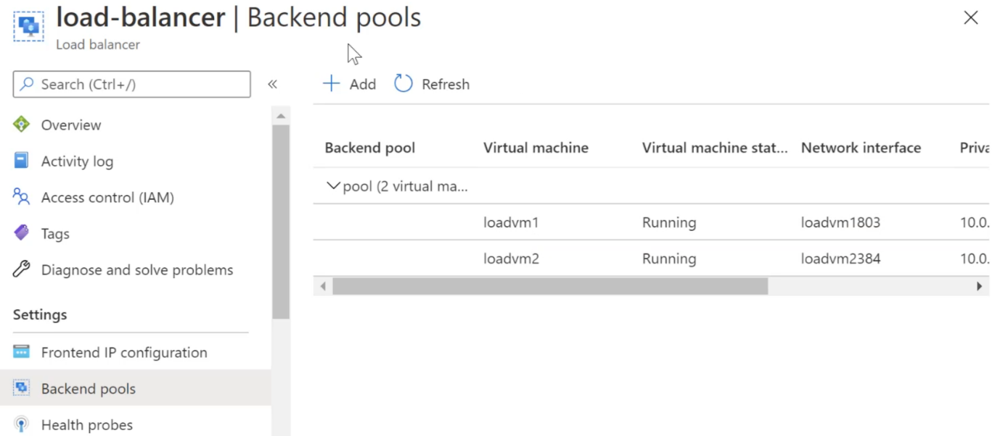 load-balancer | Backend pools
Load balancer
Search (Ctrl+/)
«
Add Refresh
Overview
Activity log
Access control (IAM)
Tags
Diagnose and solve problems
Settings
Frontend IP configuration
Backend pools
Health probes
Backend pool Virtual machine Virtual machine stat... Network interface Priva
pool (2 virtual ma...
loadvm1 Running loadvm1803 10.0.
loadvm2 Running loadvm2384 10.0.